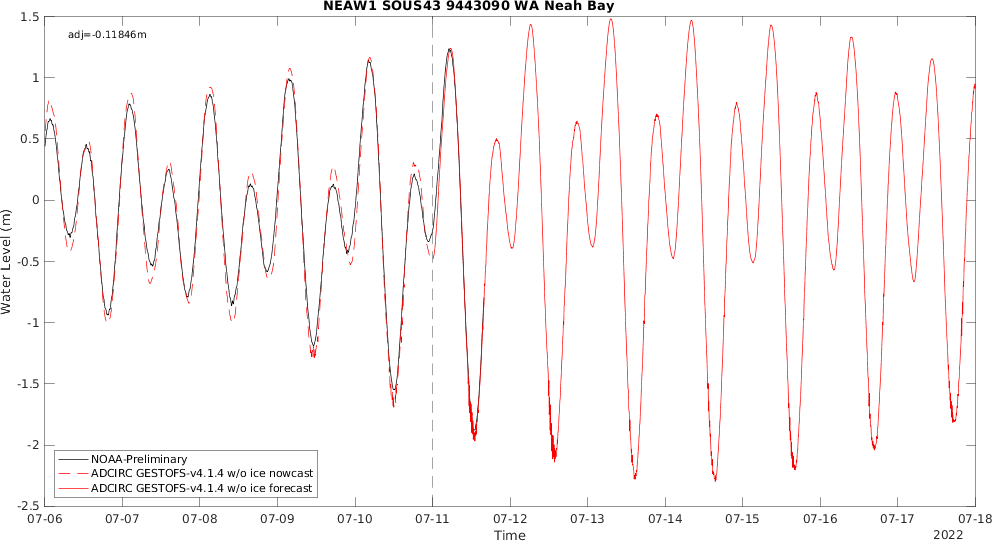 NEAW1 SOUS43 9443090 WA Neah Bay
adj=-0.11846m
Water Level (m)
1.5
1
0.5
0
-0.5
-1
-1.5
-2
-2.5
NOAA-Preliminary
ADCIRC GESTOFS-v4.1.4 w/o ice nowcast
ADCIRC GESTOFS-v4.1.4 w/o ice forecast
07-06 07-07 07-08 07-09 07-10 07-11 07-12 07-13 07-14 07-15 07-16 07-17 07-18
Time
2022